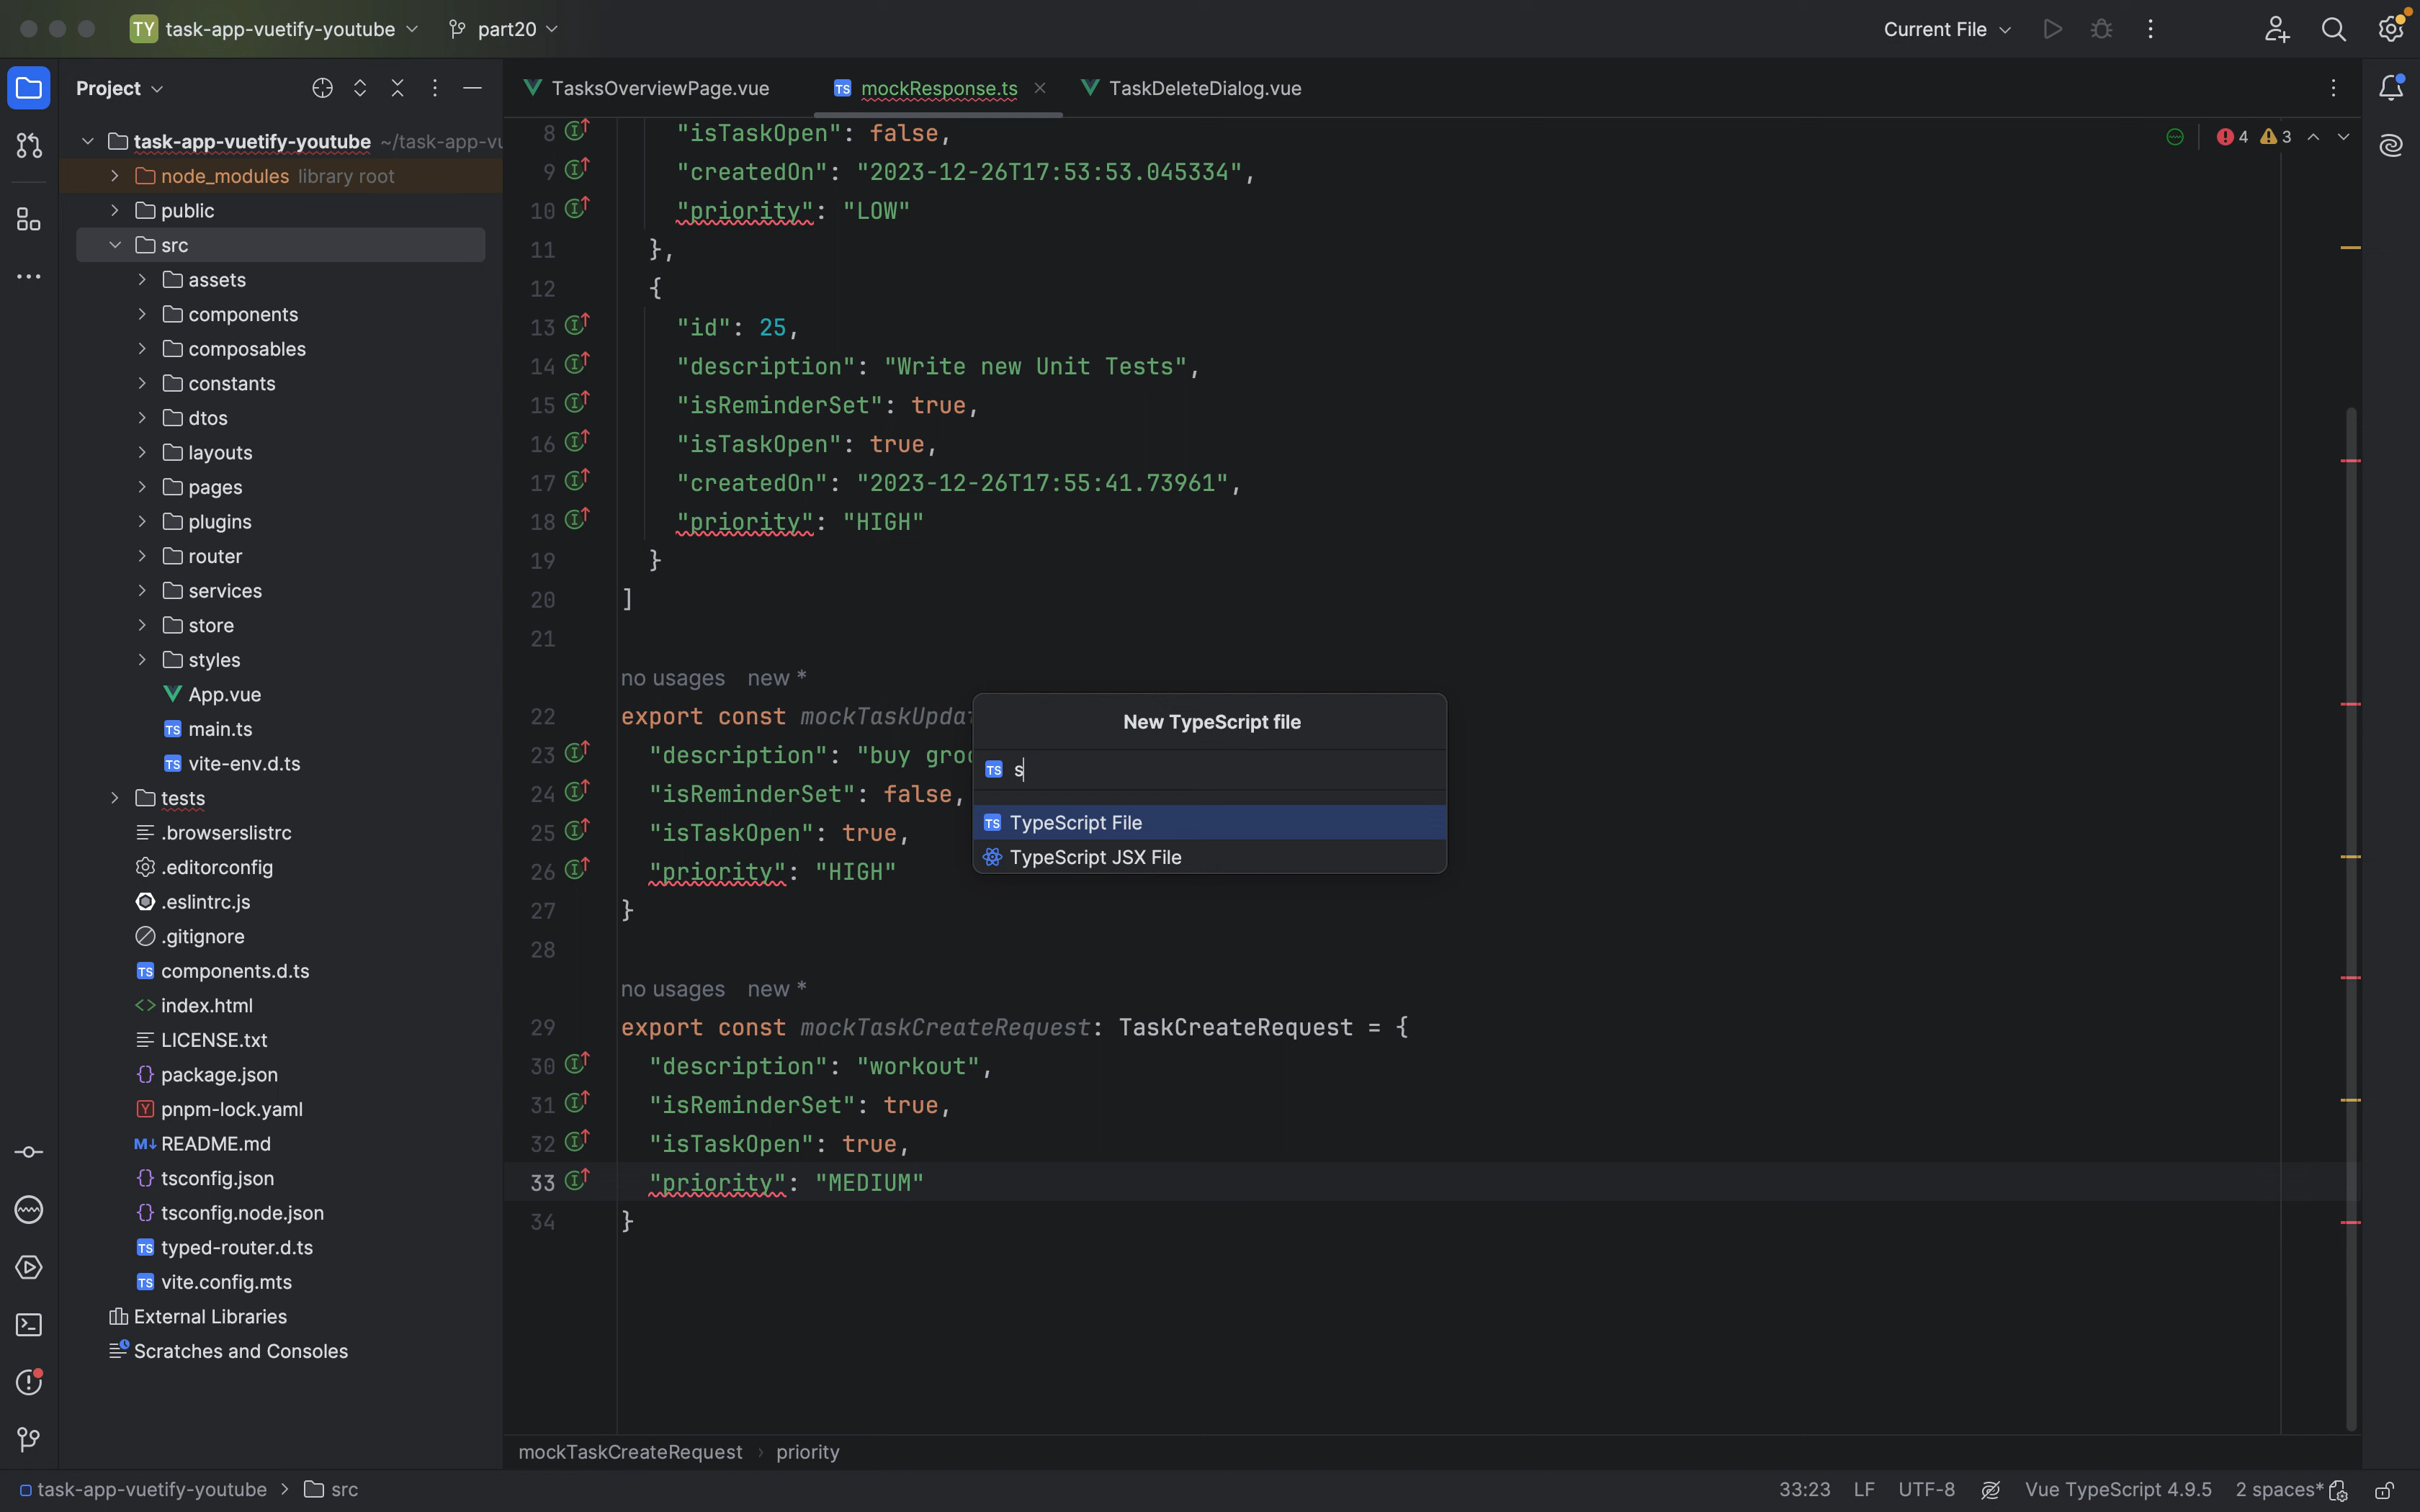 TY task-app-vuetify-youtube part20 Current File
Project
TasksOverviewPage.vue
TS mockResponse.ts
TaskDeleteDialog.vue
task-app-vuetify-youtube ~/task-app-vu
node_modules library root
public
src
assets
components
composables
constants
dtos
layouts
pages
plugins
router
services
store
styles
App.vue
TS main.ts
TS vite-env.d.ts
tests
.browserslistrc
.editorconfig
.eslintrc.js
.gitignore
TS components.d.ts
<> index.html
LICENSE.txt
{} package.json
Y pnpm-lock.yaml
M↓ README.md
{} tsconfig.json
{} tsconfig.node.json
TS typed-router.d.ts
TS vite.config.mts
External Libraries
Scratches and Consoles
4 3
8 "isTaskOpen": false,
9 "createdOn": "2023-12-26T17:53:53.045334",
10 "priority": "LOW"
11 },
12 {
13 "id": 25,
14 "description": "Write new Unit Tests",
15 "isReminderSet": true,
16 "isTaskOpen": true,
17 "createdOn": "2023-12-26T17:55:41.73961",
18 "priority": "HIGH"
19 }
20 ]
21
no usages new *
22 export const mockTaskUpdat
23 "description": "buy groc
24 "isReminderSet": false,
25 "isTaskOpen": true,
26 "priority": "HIGH"
27 }
28
no usages new *
29 export const mockTaskCreateRequest: TaskCreateRequest = {
30 "description": "workout",
31 "isReminderSet": true,
32 "isTaskOpen": true,
33 "priority": "MEDIUM"
34 }
New TypeScript file
TS s
TS TypeScript File
TypeScript JSX File
mockTaskCreateRequest › priority
task-app-vuetify-youtube > src
33:23 LF UTF-8 Vue TypeScript 4.9.5 2 spaces*